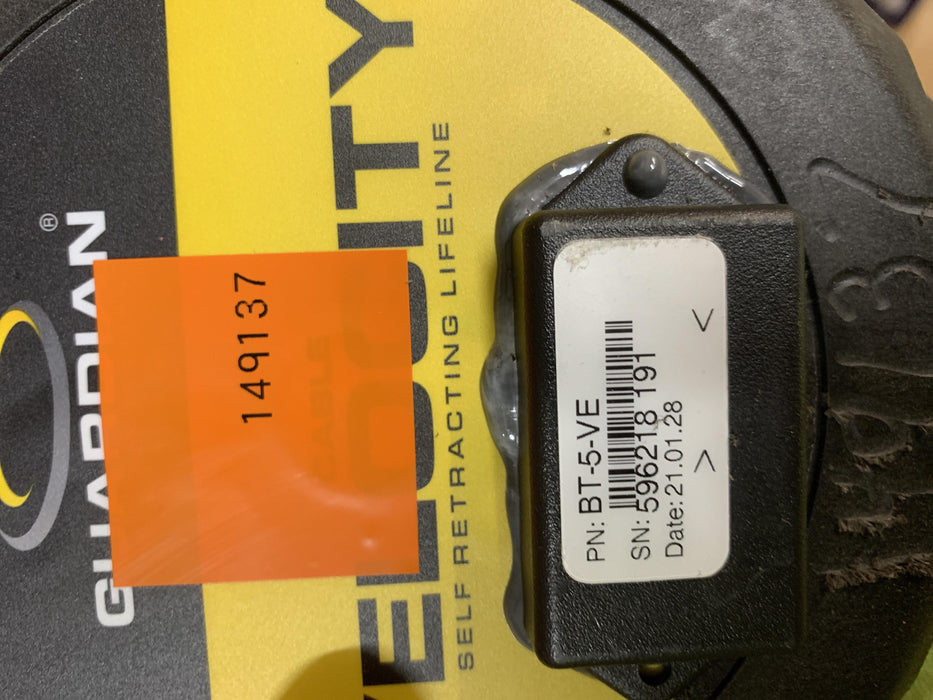 GUARDIAN®
149137
CABLE
VELOCITY
SELF RETRACTING LIFELINE
PN: BT-5-VE
SN: 596218 191
Date: 21.01.28
> <